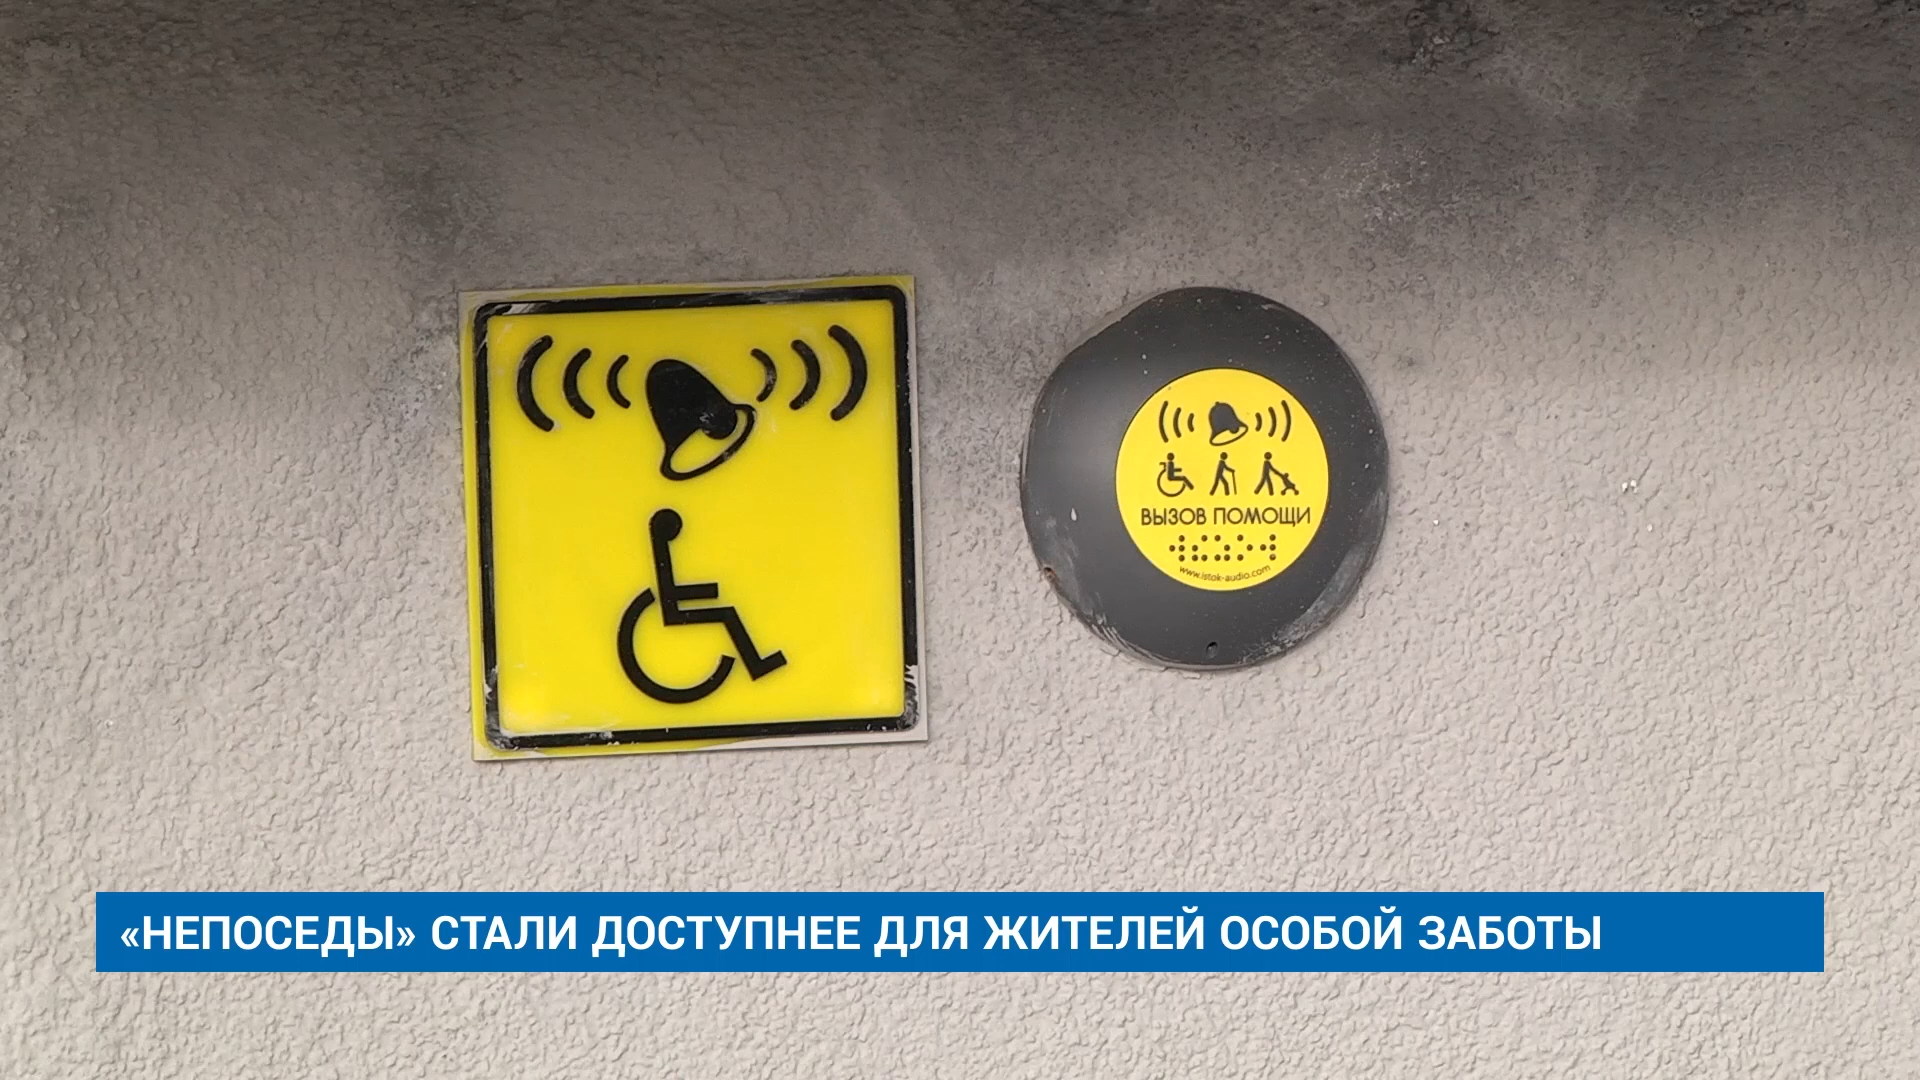 ВЫЗОВ ПОМОЩИ
www.istok-audio.com
«НЕПОСЕДЫ» СТАЛИ ДОСТУПНЕЕ ДЛЯ ЖИТЕЛЕЙ ОСОБОЙ ЗАБОТЫ